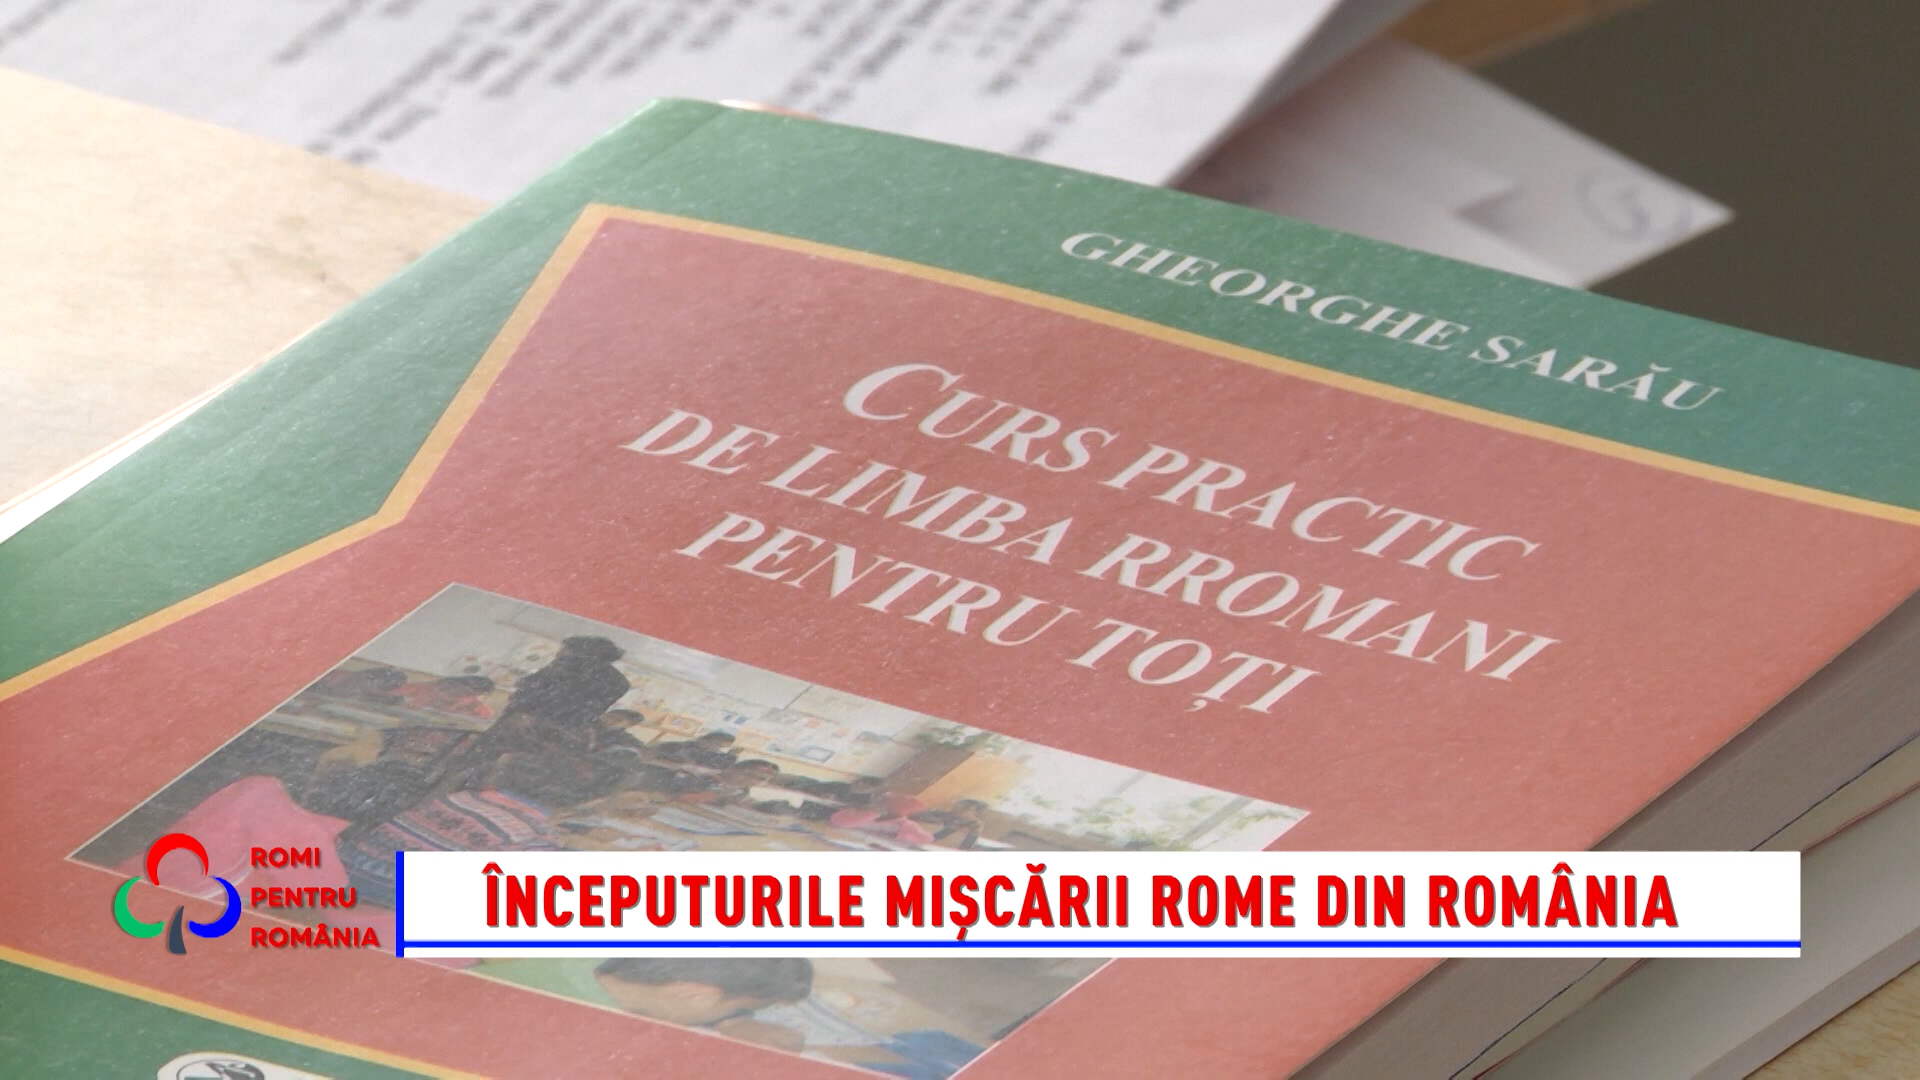 GHEORGHE SARĂU
CURS PRACTIC
DE LIMBA RROMANI
PENTRU TOȚI
ROMI
PENTRU
ROMÂNIA
ÎNCEPUTURILE MIȘCĂRII ROME DIN ROMÂNIA